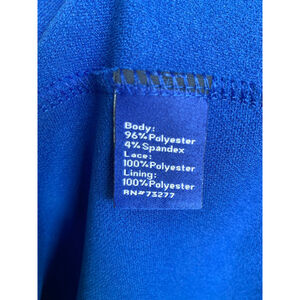 Body:
96% Polyester
4% Spandex
Lace:
100% Polyester
Lining:
100% Polyester
RN#73277